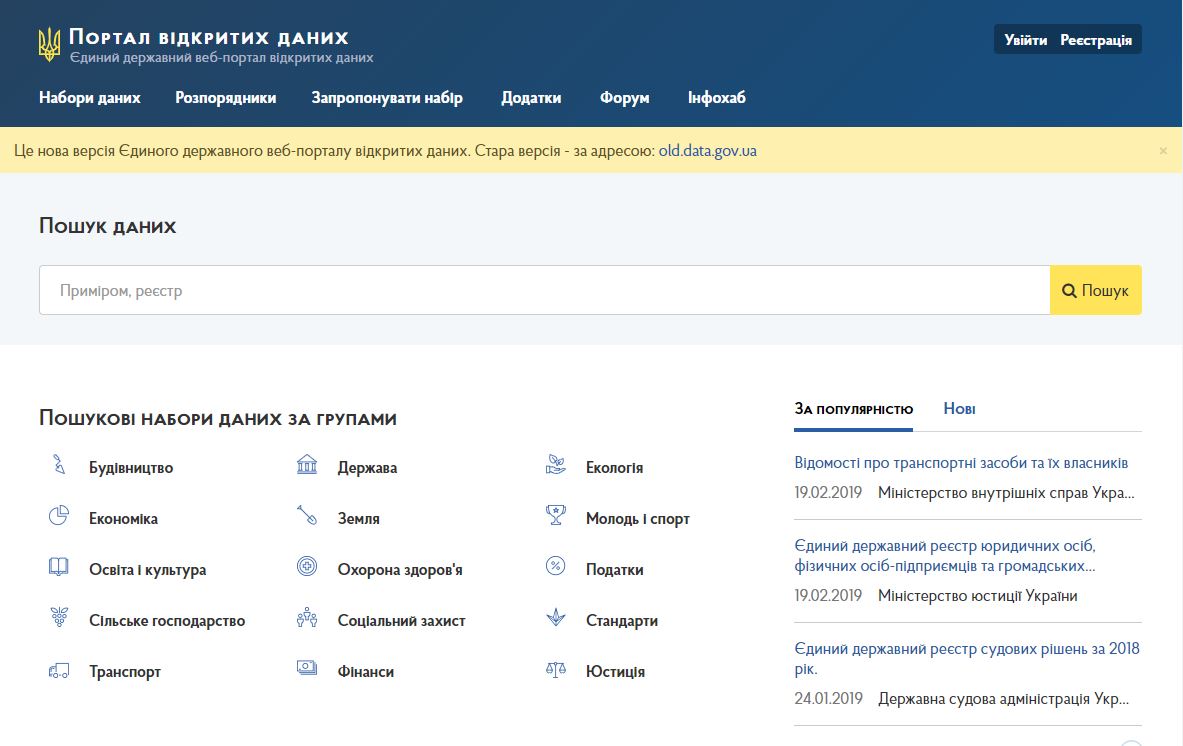 Портал відкритих даних
Єдиний державний веб-портал відкритих даних
Увійти Реєстрація
Набори даних Розпорядники Запропонувати набір Додатки Форум Інфохаб
Це нова версія Єдиного державного веб-порталу відкритих даних. Стара версія - за адресою: old.data.gov.ua ×
Пошук даних
Приміром, реєстр
Пошук
Пошукові набори даних за групами
Будівництво Держава Екологія
Економіка Земля Молодь і спорт
Освіта і культура Охорона здоров'я Податки
Сільське господарство Соціальний захист Стандарти
Транспорт Фінанси Юстиція
За популярністю Нові
Відомості про транспортні засоби та їх власників
19.02.2019 Міністерство внутрішніх справ Укра...
Єдиний державний реєстр юридичних осіб,
фізичних осіб-підприємців та громадських...
19.02.2019 Міністерство юстиції України
Єдиний державний реєстр судових рішень за 2018
рік.
24.01.2019 Державна судова адміністрація Укр...